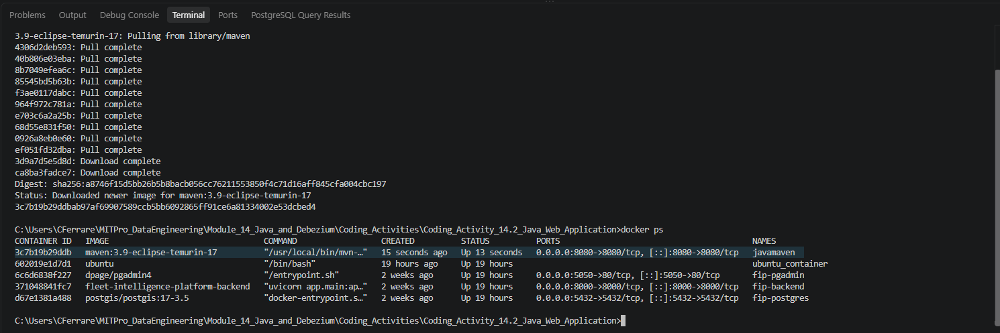 Problems Output Debug Console Terminal Ports PostgreSQL Query Results
3.9-eclipse-temurin-17: Pulling from library/maven
4306d2deb593: Pull complete
40b806e03eba: Pull complete
8b7049efea6c: Pull complete
85545bd5b63b: Pull complete
f3ae0117dabc: Pull complete
964f972c781a: Pull complete
e703c6a2a25b: Pull complete
68d55e831f50: Pull complete
0926a8eb0e60: Pull complete
ef051fd32dba: Pull complete
3d9a7d5e5d8d: Download complete
ca8ba3fadce7: Download complete
Digest: sha256:a8746f15d5bb26b5b8bacb056cc76211553850f4c71d16aff845cfa004cbc197
Status: Downloaded newer image for maven:3.9-eclipse-temurin-17
3c7b19b29ddbab97af69907589ccb5bb6092865ff91ce6a81334002e53dcbed4
C:\Users\CFerrare\MITPro_DataEngineering\Module_14_Java_and_Debezium\Coding_Activities\Coding_Activity_14.2_Java_Web_Application>docker ps
CONTAINER ID IMAGE COMMAND CREATED STATUS PORTS NAMES
3c7b19b29ddb maven:3.9-eclipse-temurin-17 "/usr/local/bin/mvn-…" 15 seconds ago Up 13 seconds 0.0.0.0:8080->8080/tcp, [::]:8080->8080/tcp javamaven
602019e1d7d1 ubuntu "/bin/bash" 19 hours ago Up 19 hours ubuntu_container
6c6d6838f227 dpage/pgadmin4 "/entrypoint.sh" 2 weeks ago Up 19 hours 0.0.0.0:5050->80/tcp, [::]:5050->80/tcp fip-pgadmin
371048841fc7 fleet-intelligence-platform-backend "uvicorn app.main:ap…" 2 weeks ago Up 19 hours 0.0.0.0:8000->8000/tcp, [::]:8000->8000/tcp fip-backend
d67e1381a488 postgis/postgis:17-3.5 "docker-entrypoint.s…" 2 weeks ago Up 19 hours 0.0.0.0:5432->5432/tcp, [::]:5432->5432/tcp fip-postgres
C:\Users\CFerrare\MITPro_DataEngineering\Module_14_Java_and_Debezium\Coding_Activities\Coding_Activity_14.2_Java_Web_Application>